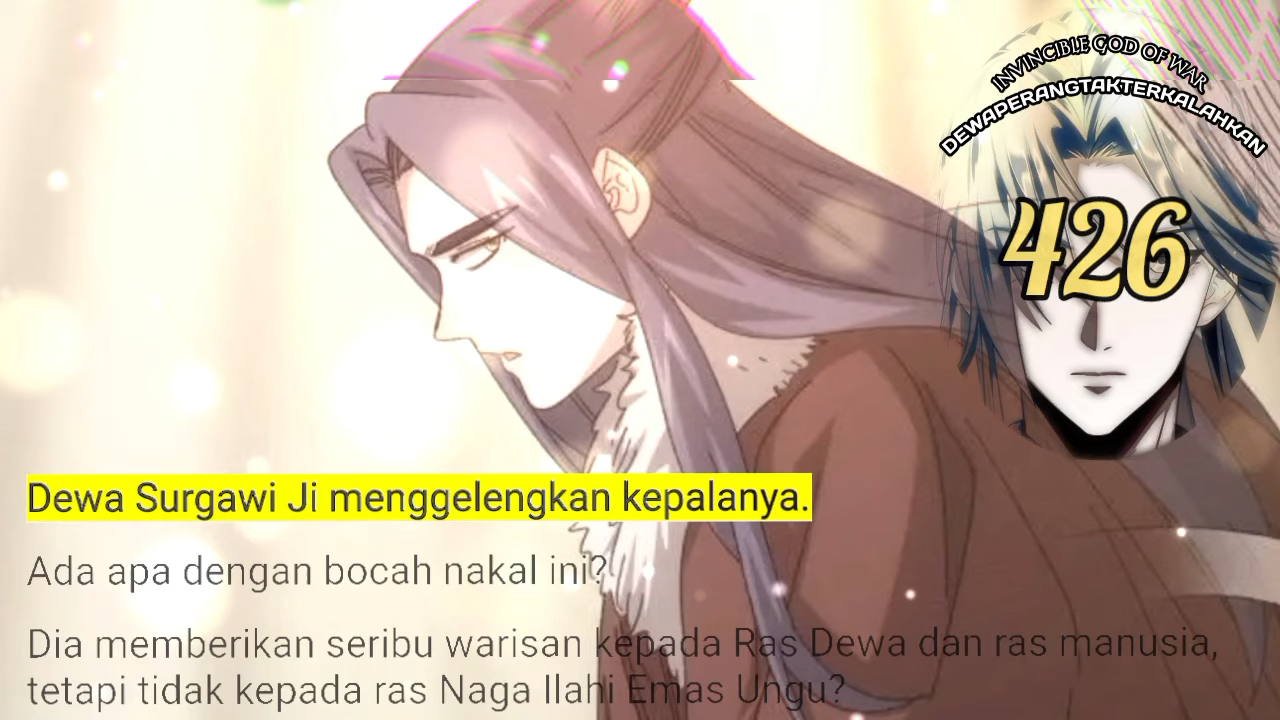 INVINCIBLE GOD OF WAR
DEWAPERANGTAKTERKALAHKAN
426
Dewa Surgawi Ji menggelengkan kepalanya.
Ada apa dengan bocah nakal ini?
Dia memberikan seribu warisan kepada Ras Dewa dan ras manusia,
tetapi tidak kepada ras Naga Ilahi Emas Ungu?